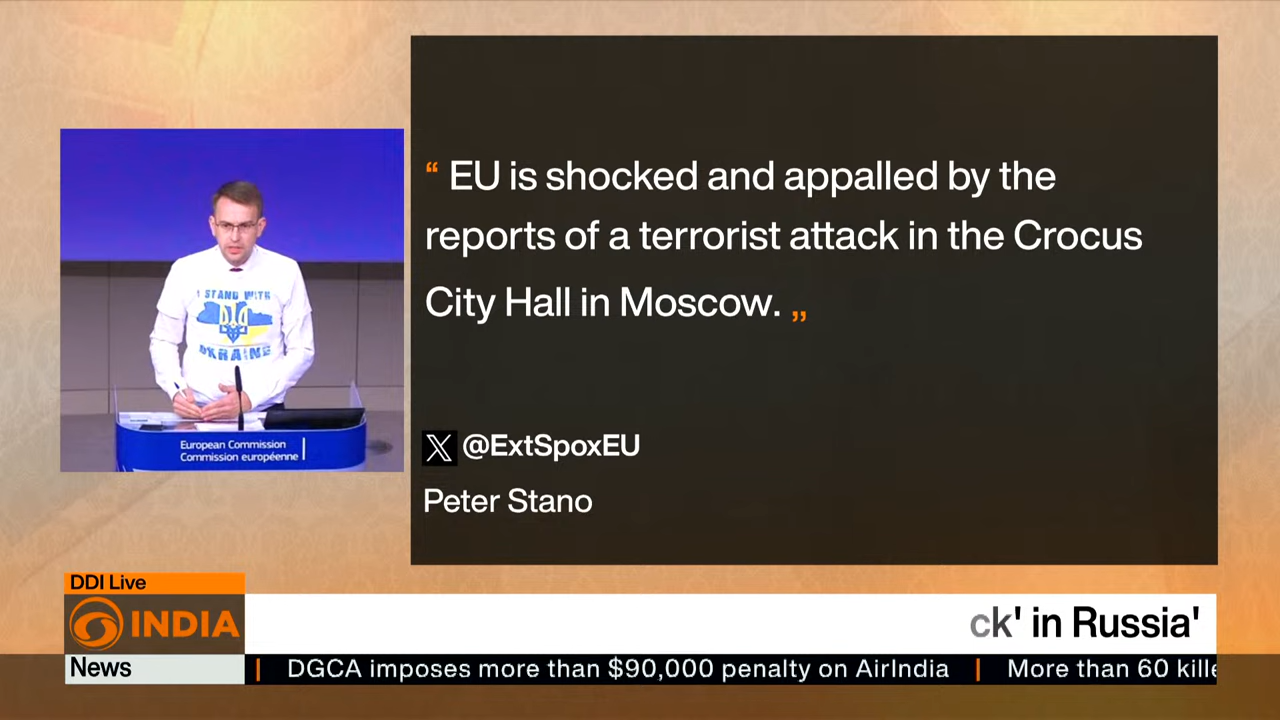 “ EU is shocked and appalled by the
reports of a terrorist attack in the Crocus
City Hall in Moscow. ”
I STAND WITH
UKRAINE
European Commission
Commission européenne
X @ExtSpoxEU
Peter Stano
DDI Live
INDIA
ck' in Russia'
News
| DGCA imposes more than $90,000 penalty on AirIndia | More than 60 kille